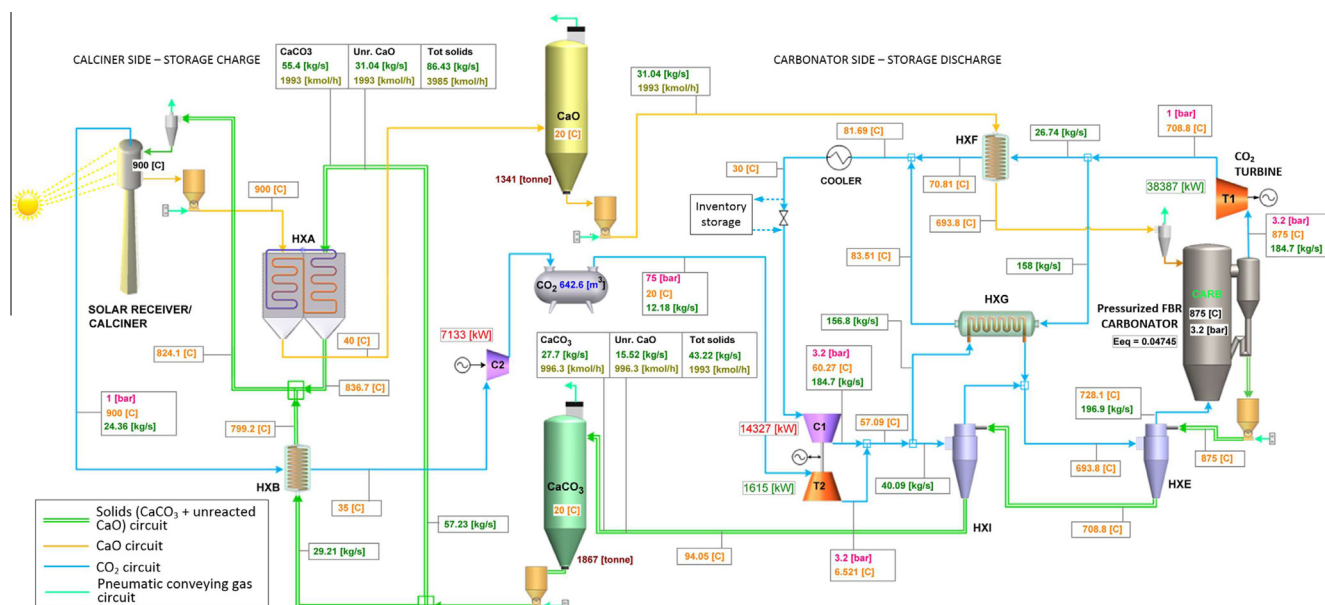 CALCINER SIDE – STORAGE CHARGE
CARBONATOR SIDE – STORAGE DISCHARGE
CaCO3
55.4 [kg/s]
1993 [kmol/h]
Unr. CaO
31.04 [kg/s]
1993 [kmol/h]
Tot solids
86.43 [kg/s]
3985 [kmol/h]
CaO
20 [C]
1341 [tonne]
31.04 [kg/s]
1993 [kmol/h]
900 [C]
900 [C]
SOLAR RECEIVER/
CALCINER
HXA
40 [C]
824.1 [C]
836.7 [C]
1 [bar]
900 [C]
24.36 [kg/s]
799.2 [C]
HXB
35 [C]
29.21 [kg/s]
57.23 [kg/s]
7133 [kW]
C2
CO₂ 642.6 [m³]
75 [bar]
20 [C]
12.18 [kg/s]
CaCO₃
27.7 [kg/s]
996.3 [kmol/h]
Unr. CaO
15.52 [kg/s]
996.3 [kmol/h]
Tot solids
43.22 [kg/s]
1993 [kmol/h]
CaCO₃
20 [C]
1867 [tonne]
81.69 [C]
30 [C]
COOLER
Inventory
storage
HXF
70.81 [C]
26.74 [kg/s]
1 [bar]
708.8 [C]
CO₂
TURBINE
T1
38387 [kW]
3.2 [bar]
875 [C]
184.7 [kg/s]
693.8 [C]
83.51 [C]
158 [kg/s]
HXG
156.8 [kg/s]
CARB
875 [C]
3.2 [bar]
Pressurized FBR
CARBONATOR
Eeq = 0.04745
3.2 [bar]
60.27 [C]
184.7 [kg/s]
14327 [kW]
C1
57.09 [C]
1615 [kW]
T2
40.09 [kg/s]
HXI
728.1 [C]
196.9 [kg/s]
693.8 [C]
HXE
875 [C]
708.8 [C]
94.05 [C]
3.2 [bar]
6.521 [C]
Solids (CaCO₃ + unreacted
CaO) circuit
CaO circuit
CO₂ circuit
Pneumatic conveying gas
circuit